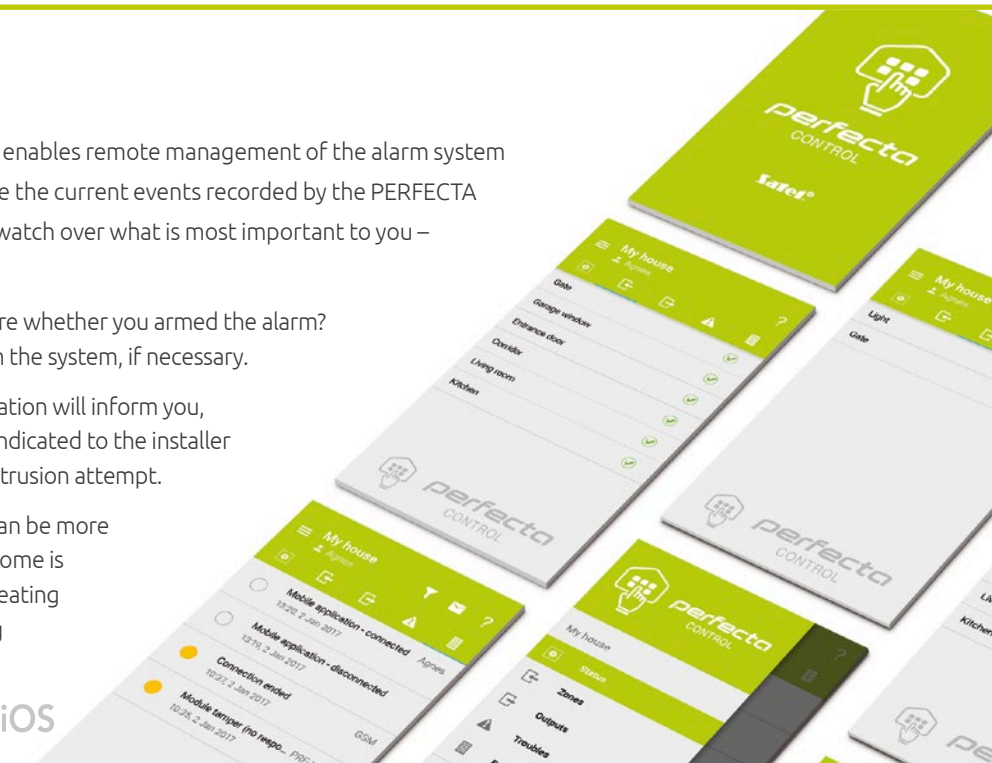 enables remote management of the alarm system
e the current events recorded by the PERFECTA
watch over what is most important to you –
re whether you armed the alarm?
the system, if necessary.
ation will inform you,
ndicated to the installer
trusion attempt.
an be more
ome is
eating
iOS
perfecta
CONTROL
Satel®
My house
Agnes
?
Gate
Garage window
Entrance door
Corridor
Living room
Kitchen
perfecta
CONTROL
My house
Agnes
Light
Gate
perfecta
CONTROL
My house
Agnes
?
Mobile application - connected
13:20, 2 Jan 2017
Agnes
Mobile application - disconnected
13:19, 2 Jan 2017
Connection ended
10:37, 2 Jan 2017
GSM
Module tamper (no respo...
10:35, 2 Jan 2017
perfecta
CONTROL
My house
Status
Zones
Outputs
Troubles
?
Kitchen